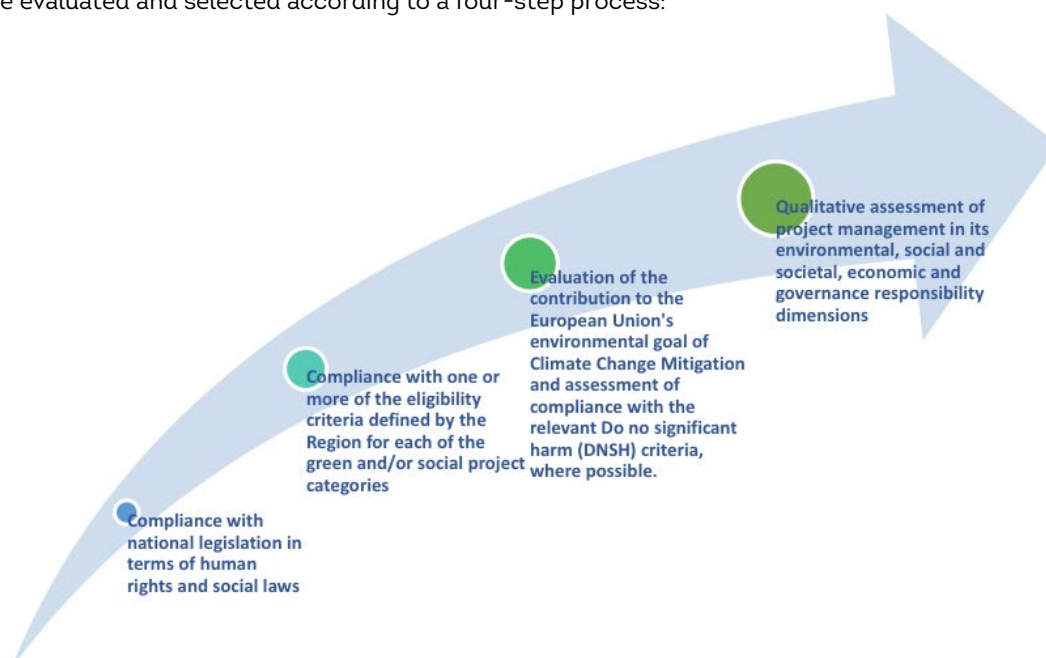 e evaluated and selected according to a four-step process:
Compliance with
national legislation in
terms of human
rights and social laws
Compliance with one or
more of the eligibility
criteria defined by the
Region for each of the
green and/or social project
categories
Evaluation of the
contribution to the
European Union's
environmental goal of
Climate Change Mitigation
and assessment of
compliance with the
relevant Do no significant
harm (DNSH) criteria,
where possible.
Qualitative assessment of
project management in its
environmental, social and
societal, economic and
governance responsibility
dimensions